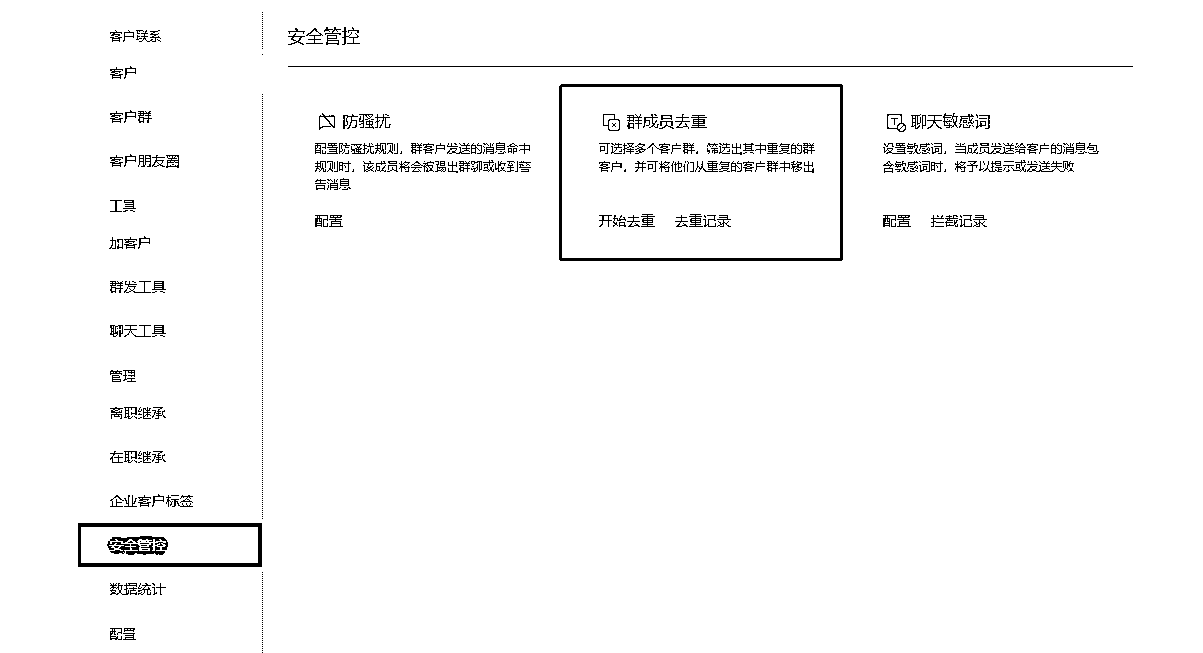 客户联系
客户
客户群
客户朋友圈
工具
加客户
群发工具
聊天工具
管理
离职继承
在职继承
企业客户标签
安全管控
数据统计
配置
安全管控
防骚扰
配置防骚扰规则，群客户发送的消息命中
规则时，该成员将会被踢出群聊或收到警
告消息
配置
群成员去重
可选择多个客户群，筛选出其中重复的群
客户，并可将他们从重复的客户群中移出
开始去重 去重记录
聊天敏感词
设置敏感词，当成员发送给客户的消息包
含敏感词时，将予以提示或发送失败
配置 拦截记录